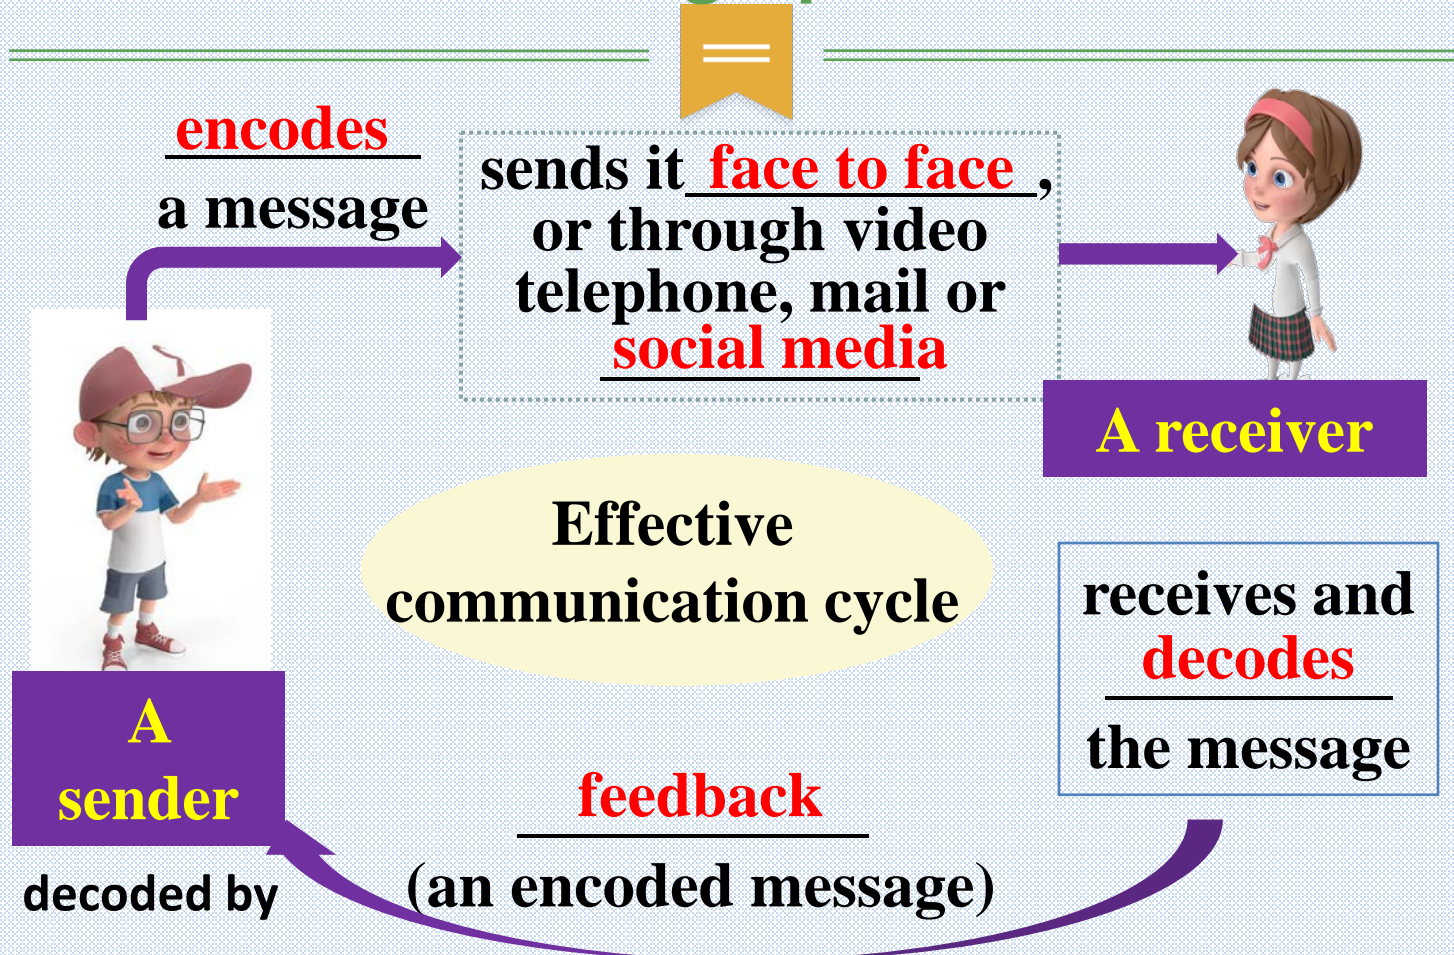 encodes
a message
sends it face to face,
or through video
telephone, mail or
social media
A receiver
Effective
communication cycle
receives and
decodes
the message
A
sender
feedback
(an encoded message)
decoded by